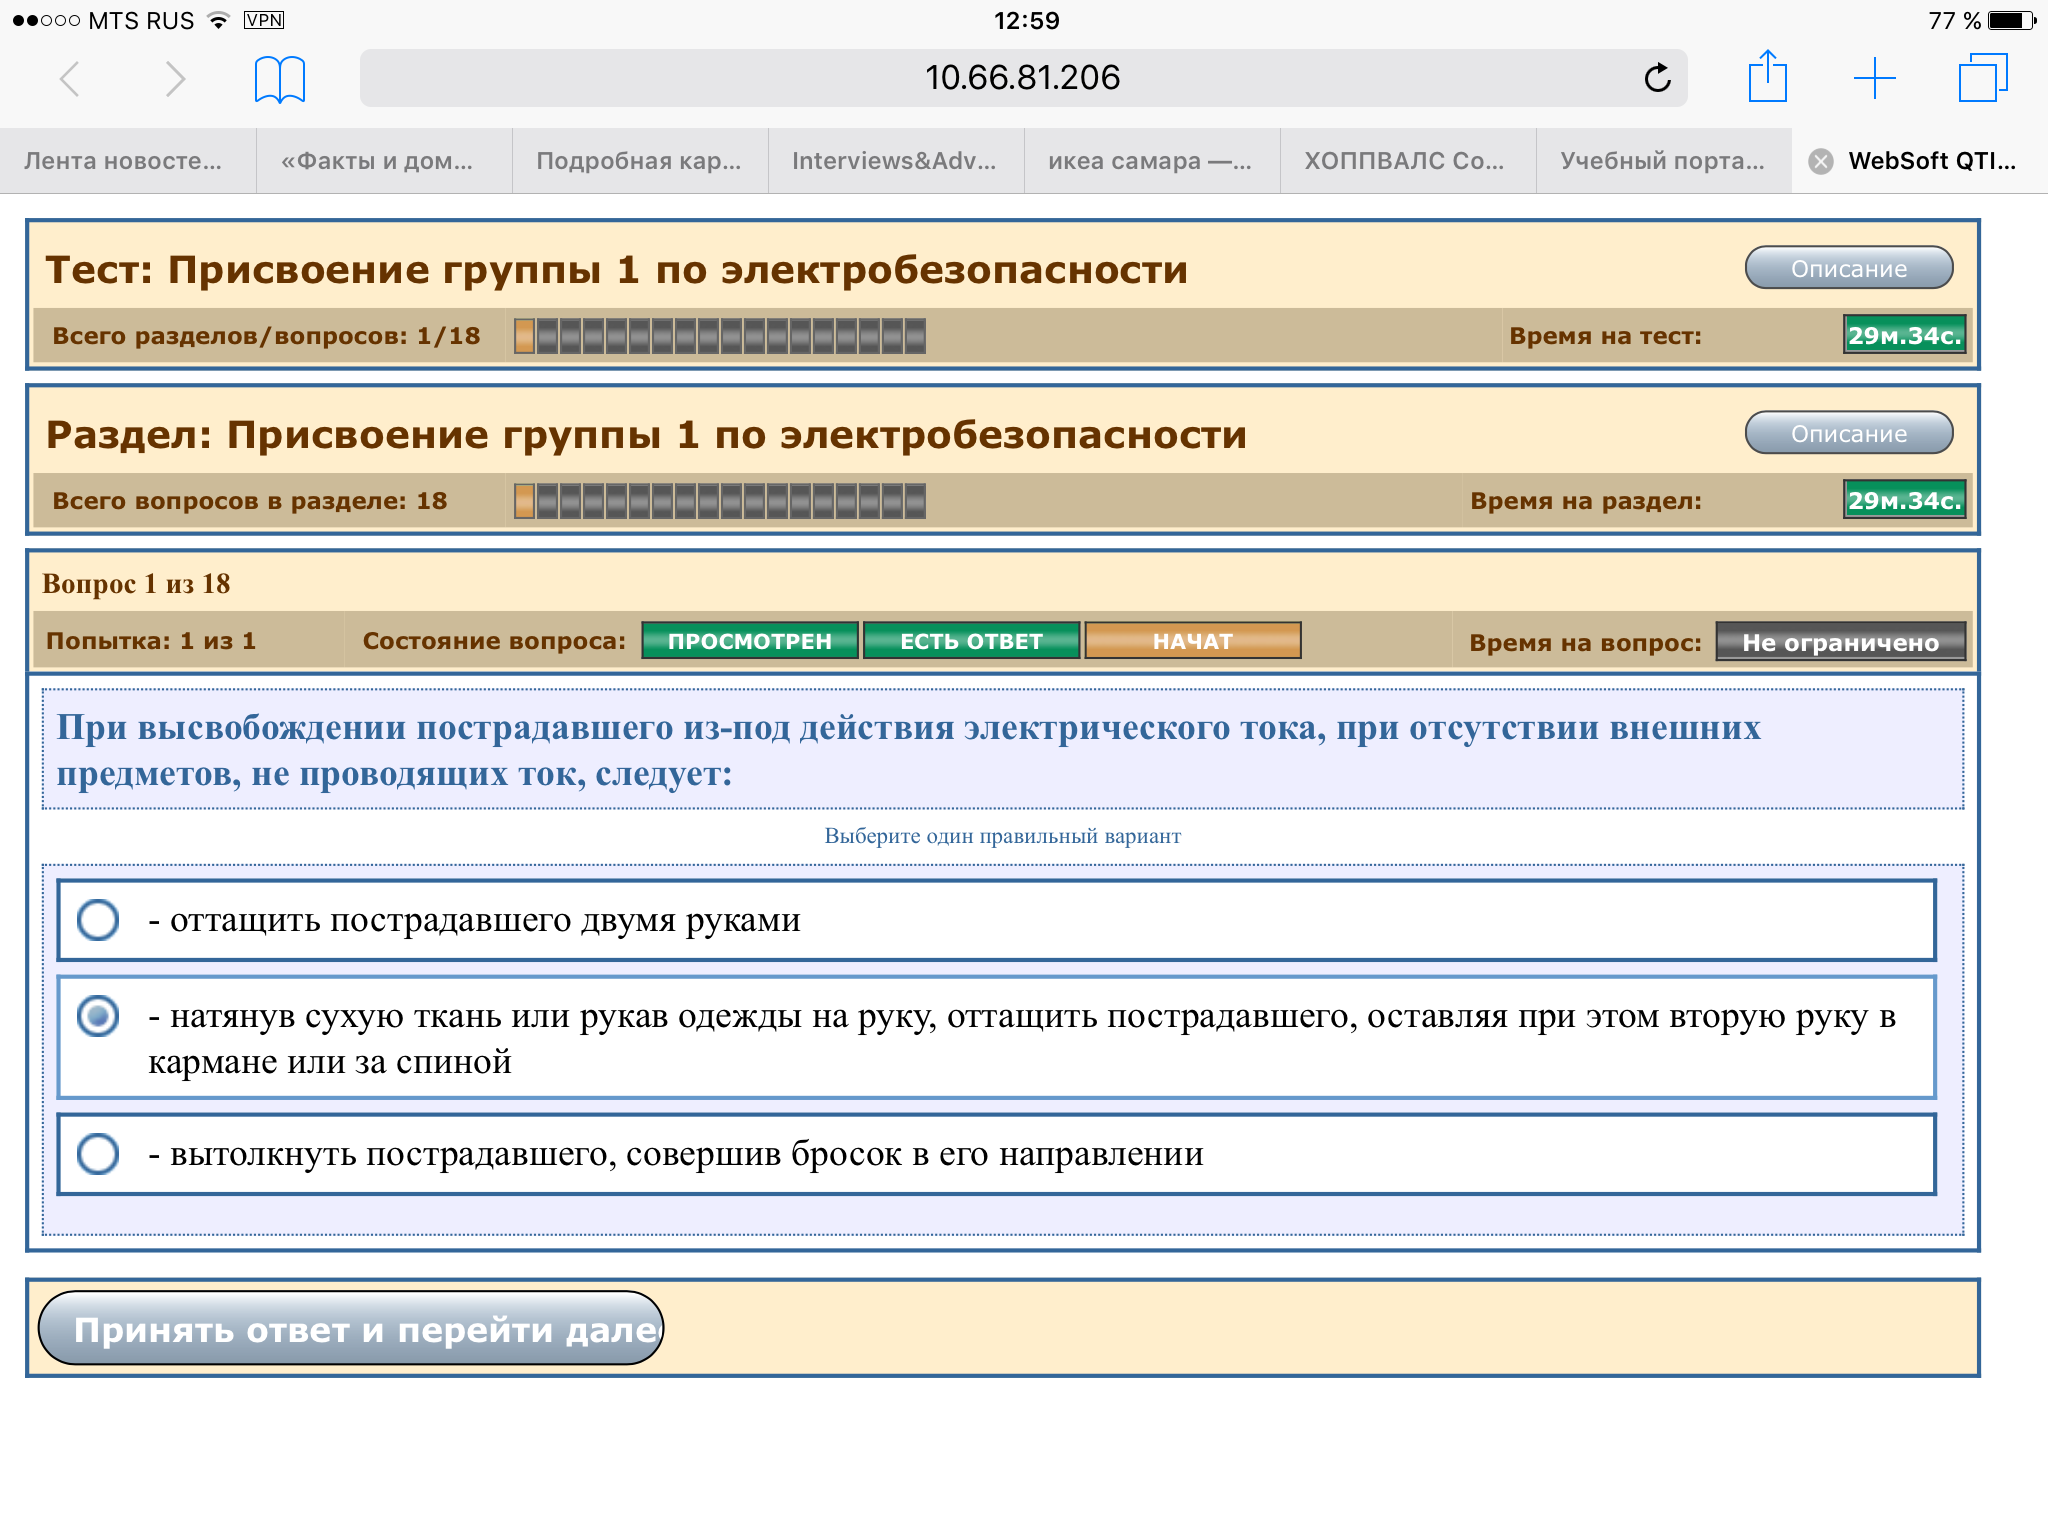 MTS RUS VPN 12:59 77 %
10.66.81.206
Лента новосте... «Факты и дом... Подробная кар... Interviews&Adv... икеа самара —... ХОППВАЛС Со... Учебный порта... WebSoft QTI...
Тест: Присвоение группы 1 по электробезопасности Описание
Всего разделов/вопросов: 1/18 Время на тест: 29м.34с.
Раздел: Присвоение группы 1 по электробезопасности Описание
Всего вопросов в разделе: 18 Время на раздел: 29м.34с.
Вопрос 1 из 18
Попытка: 1 из 1 Состояние вопроса: ПРОСМОТРЕН ЕСТЬ ОТВЕТ НАЧАТ Время на вопрос: Не ограничено
При высвобождении пострадавшего из-под действия электрического тока, при отсутствии внешних
предметов, не проводящих ток, следует:
Выберите один правильный вариант
- оттащить пострадавшего двумя руками
- натянув сухую ткань или рукав одежды на руку, оттащить пострадавшего, оставляя при этом вторую руку в
кармане или за спиной
- вытолкнуть пострадавшего, совершив бросок в его направлении
Принять ответ и перейти дале